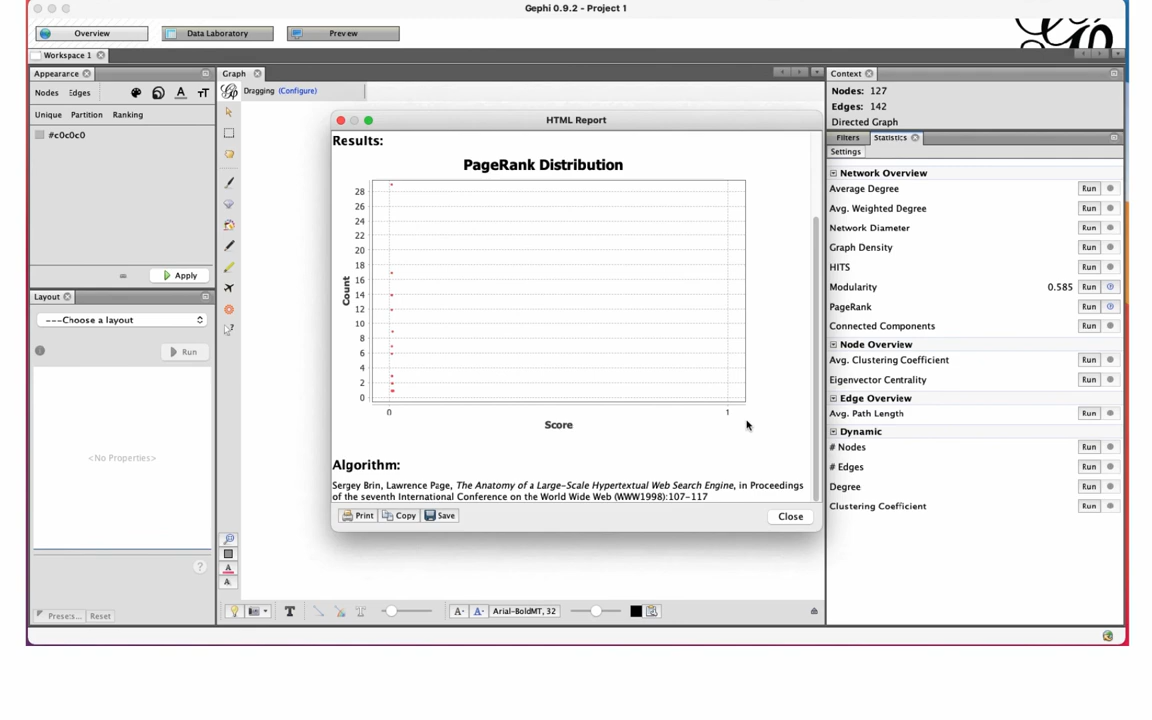 Gephi 0.9.2 - Project 1
Overview
Data Laboratory
Preview
Workspace 1
Appearance
Nodes Edges
Unique Partition Ranking
#c0c0c0
Apply
Layout
---Choose a layout
Run
<No Properties>
Presets... Reset
Graph
Dragging (Configure)
HTML Report
Results:
PageRank Distribution
28
26
24
22
20
18
16
14
12
10
8
6
4
2
0
Count
0 1
Score
Algorithm:
Sergey Brin, Lawrence Page, The Anatomy of a Large-Scale Hypertextual Web Search Engine, in Proceedings
of the seventh International Conference on the World Wide Web (WWW1998):107-117
Print Copy Save
Close
Arial-BoldMT, 32
Context
Nodes: 127
Edges: 142
Directed Graph
Filters Statistics
Settings
Network Overview
Average Degree Run
Avg. Weighted Degree Run
Network Diameter Run
Graph Density Run
HITS Run
Modularity 0.585 Run
PageRank Run
Connected Components Run
Node Overview
Avg. Clustering Coefficient Run
Eigenvector Centrality Run
Edge Overview
Avg. Path Length Run
Dynamic
# Nodes Run
# Edges Run
Degree Run
Clustering Coefficient Run